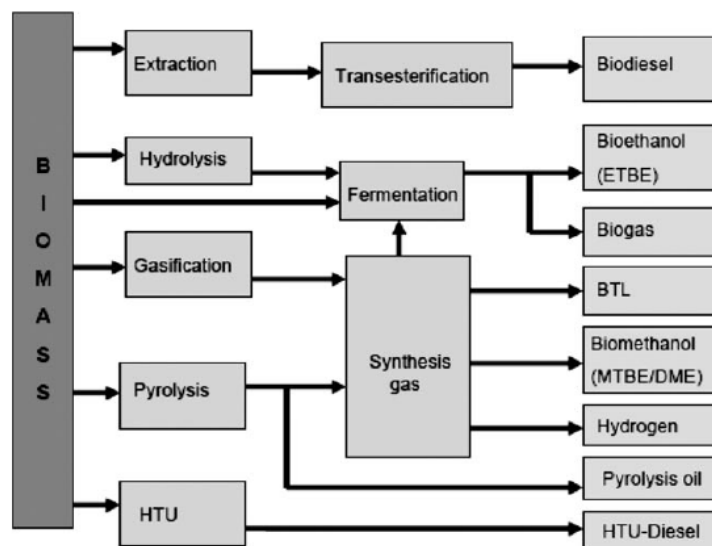 BIOMASS
Extraction
Transesterification
Biodiesel
Hydrolysis
Fermentation
Bioethanol
(ETBE)
Biogas
Gasification
Synthesis
gas
BTL
Biomethanol
(MTBE/DME)
Pyrolysis
Hydrogen
Pyrolysis oil
HTU
HTU-Diesel